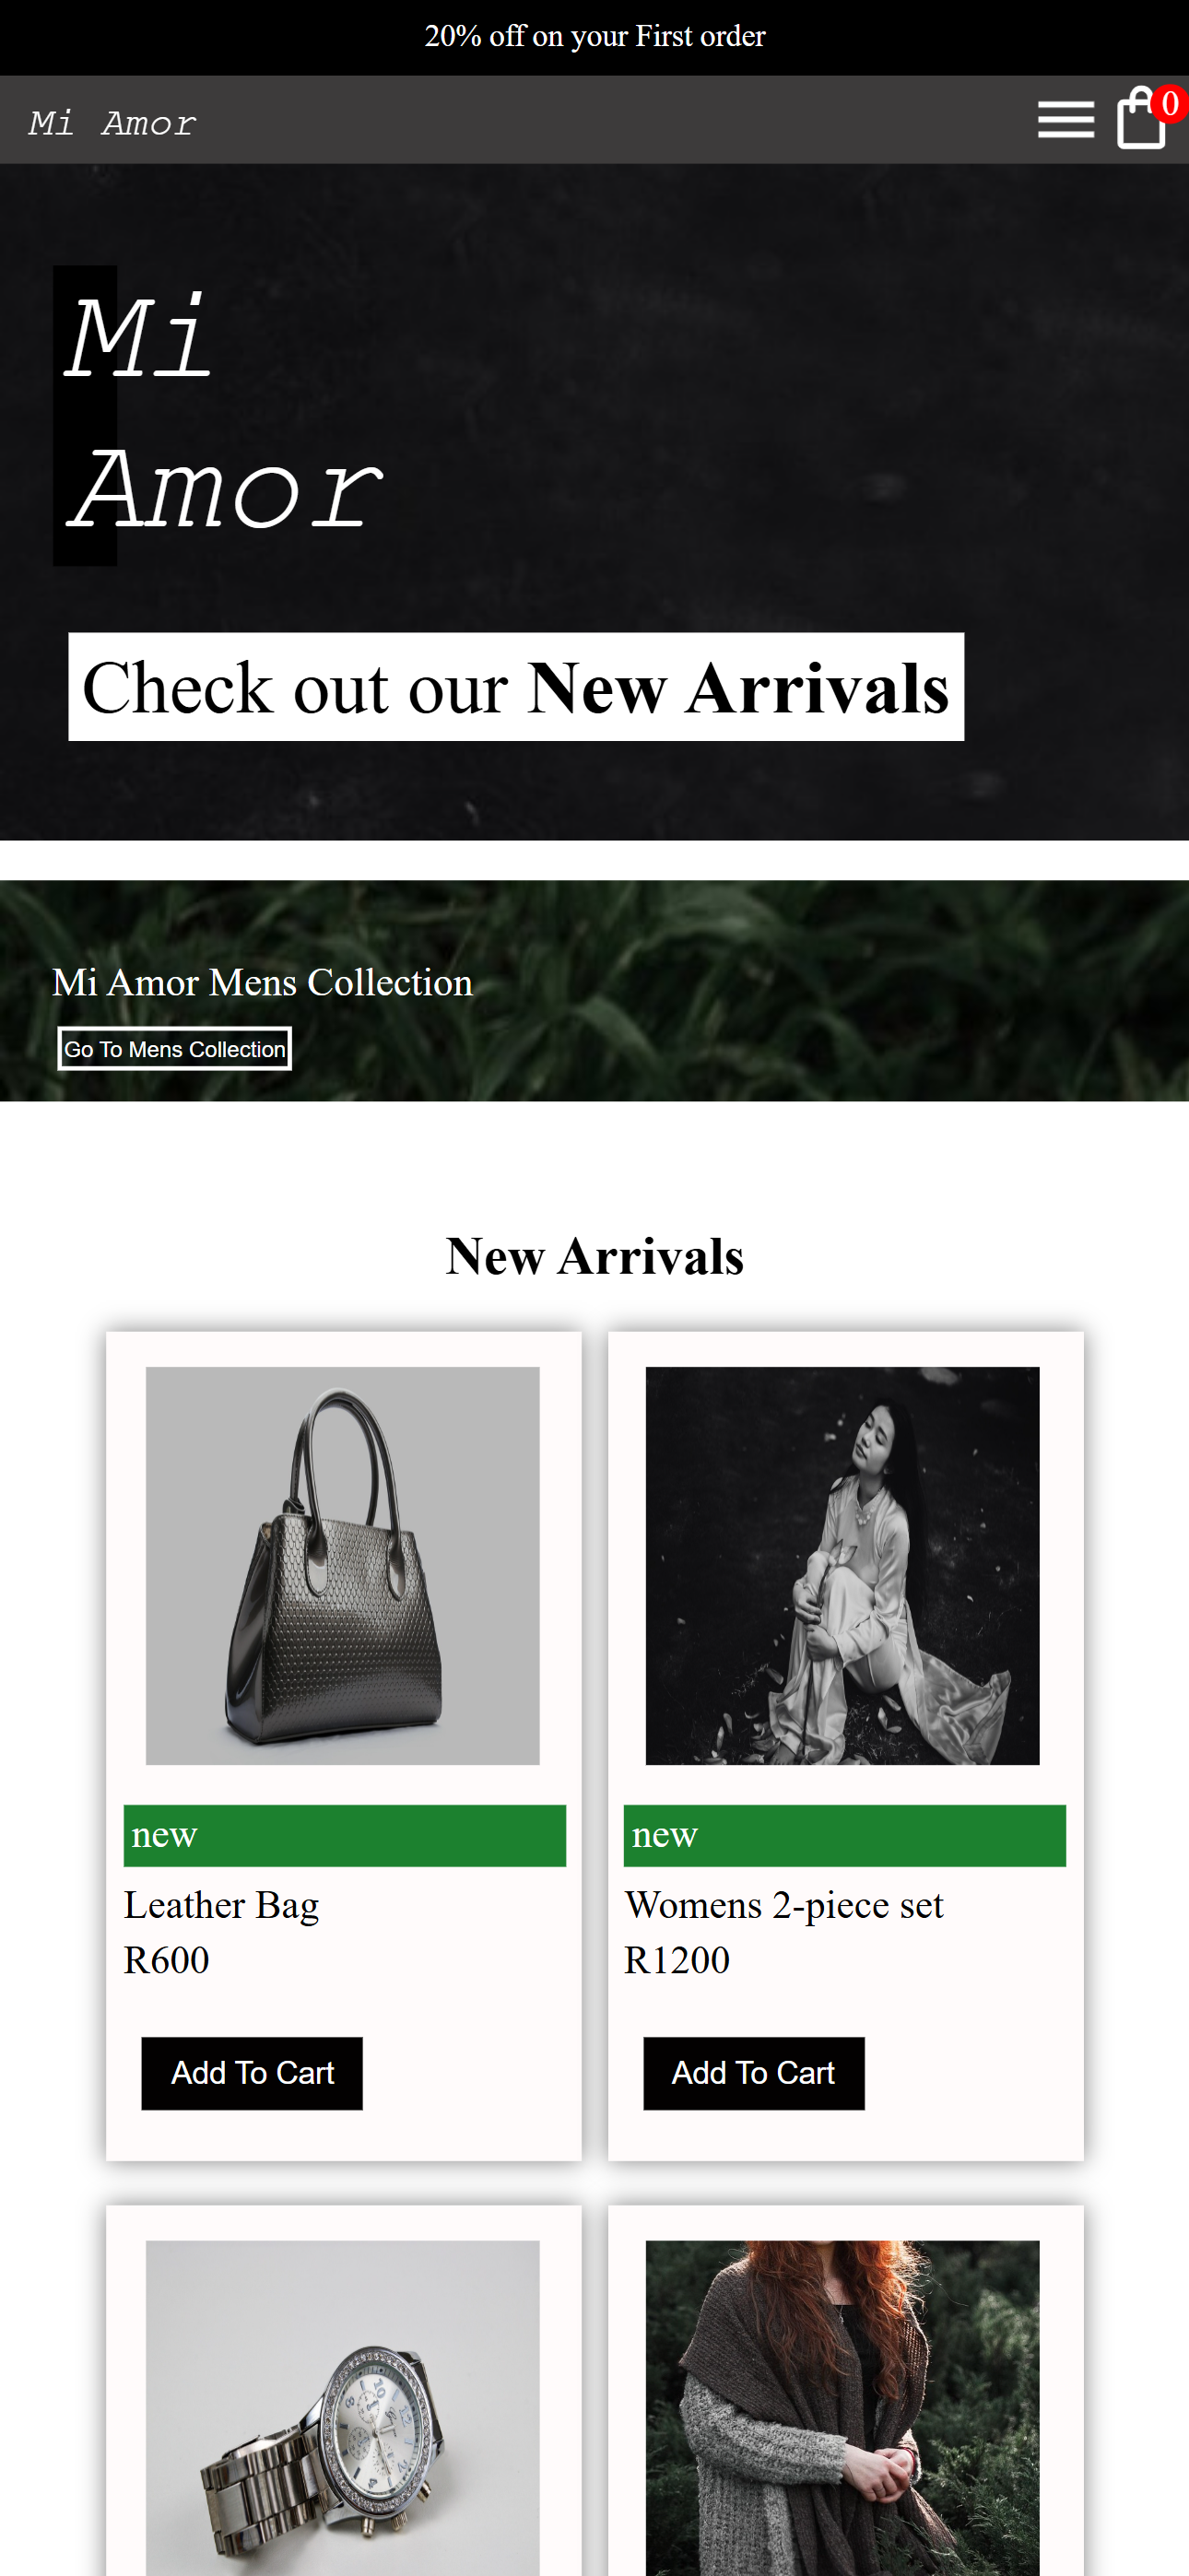 20% off on your First order
Mi Amor
0
Mi
Amor
Check out our New Arrivals
Mi Amor Mens Collection
Go To Mens Collection
New Arrivals
new
Leather Bag
R600
Add To Cart
new
Womens 2-piece set
R1200
Add To Cart